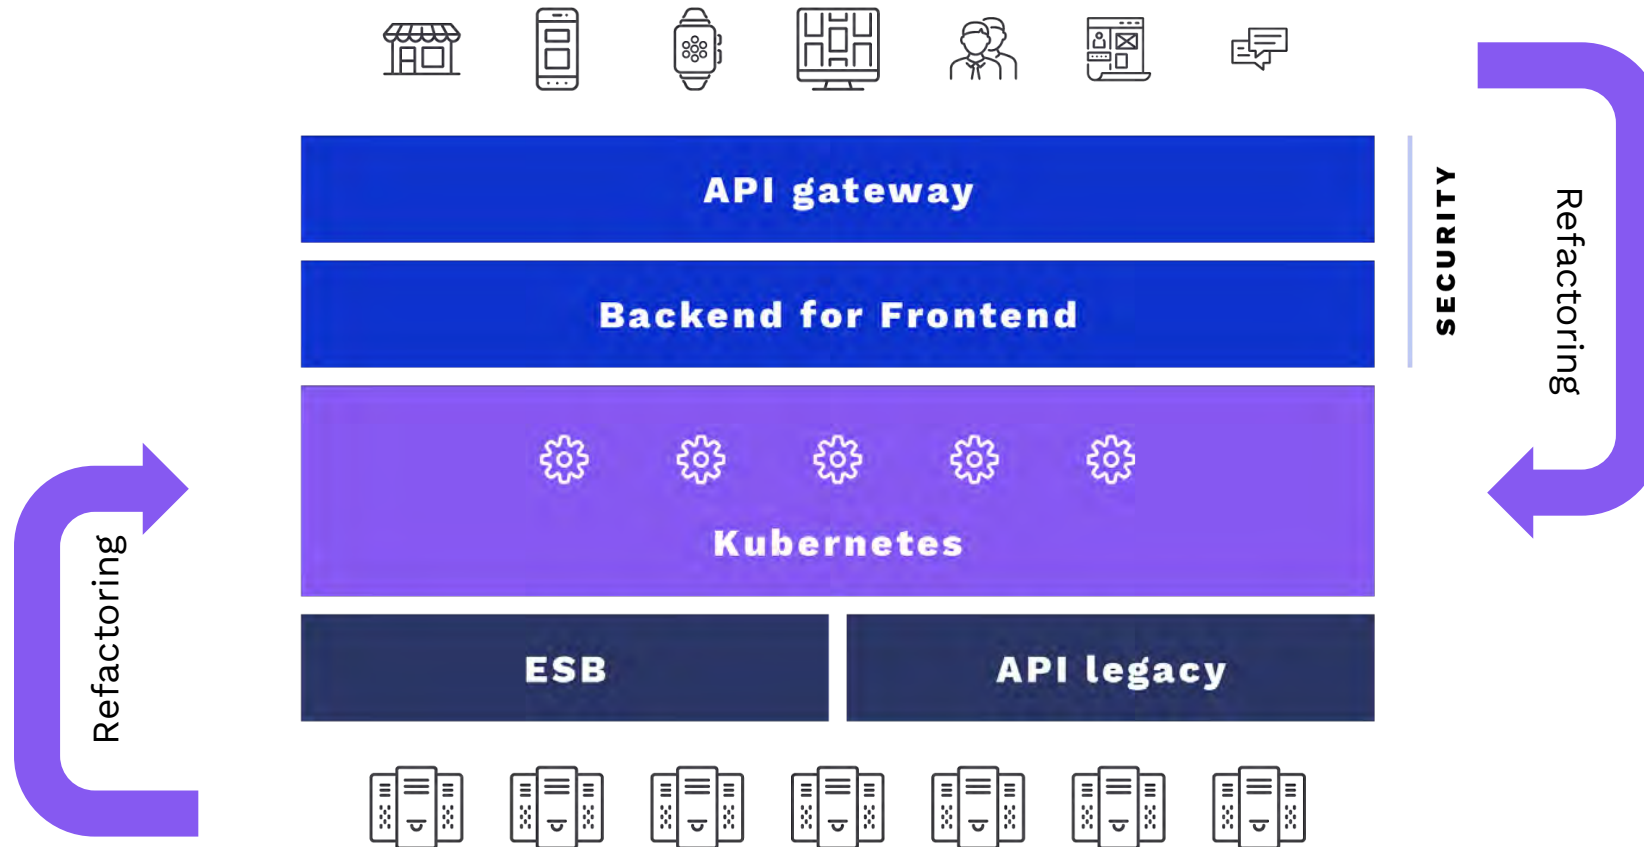 API gateway
SECURITY
Refactoring
Backend for Frontend
Kubernetes
Refactoring
ESB
API legacy